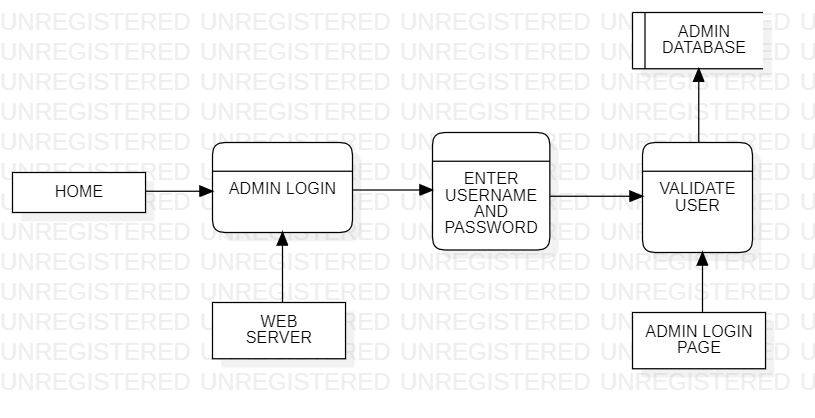 ADMIN
DATABASE
HOME
ADMIN LOGIN
ENTER
USERNAME
AND
PASSWORD
VALIDATE
USER
WEB
SERVER
ADMIN LOGIN
PAGE
UNREGISTERED UNREGISTERED UNREGISTERED UNREGISTERED